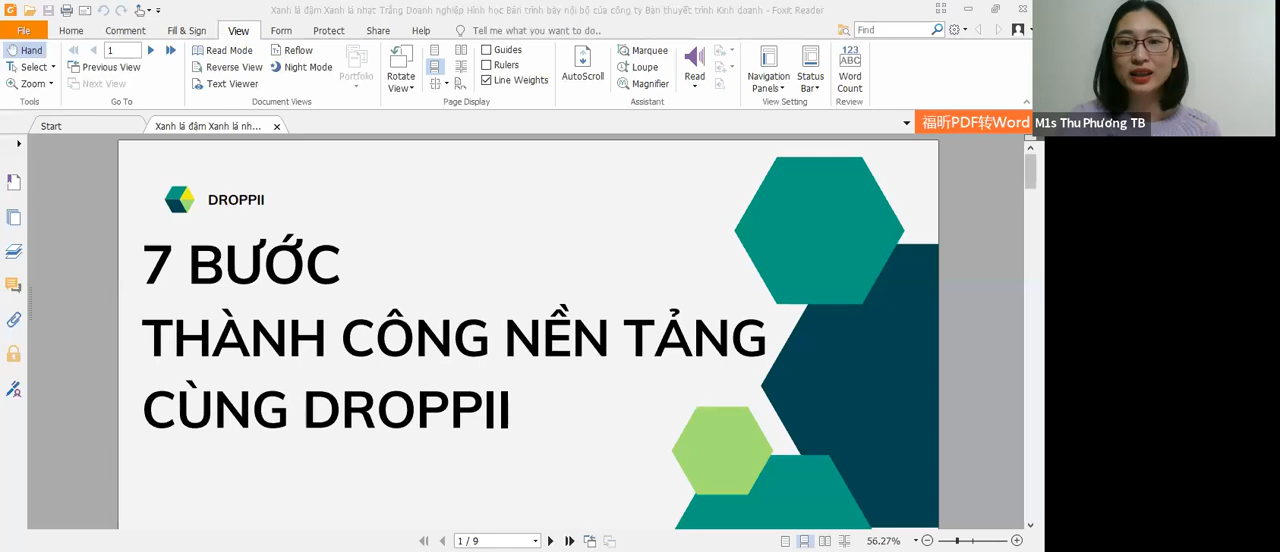 Xanh lá đậm Xanh lá nhạt Trắng Doanh nghiệp Hình học Bản trình bày nội bộ của công ty Bản thuyết trình Kinh doanh - Foxit Reader
File Home Comment Fill & Sign View Form Protect Share Help Tell me what you want to do.. Find
Hand 1 Read Mode Reflow Guides Marquee 123
Select Previous View Reverse View Night Mode Portfolio Rotate View Rulers AutoScroll Loupe Read Navigation Panels Status Bar ABC Word Count
Zoom Next View Text Viewer Line Weights Magnifier
Tools Go To Document Views Page Display Assistant View Setting Review
Start Xanh lá đậm Xanh lá nh... 福昕PDF转Word M1s Thu Phương TB
DROPPII
7 BƯỚC
THÀNH CÔNG NỀN TẢNG
CÙNG DROPPII
1 / 9 56.27%